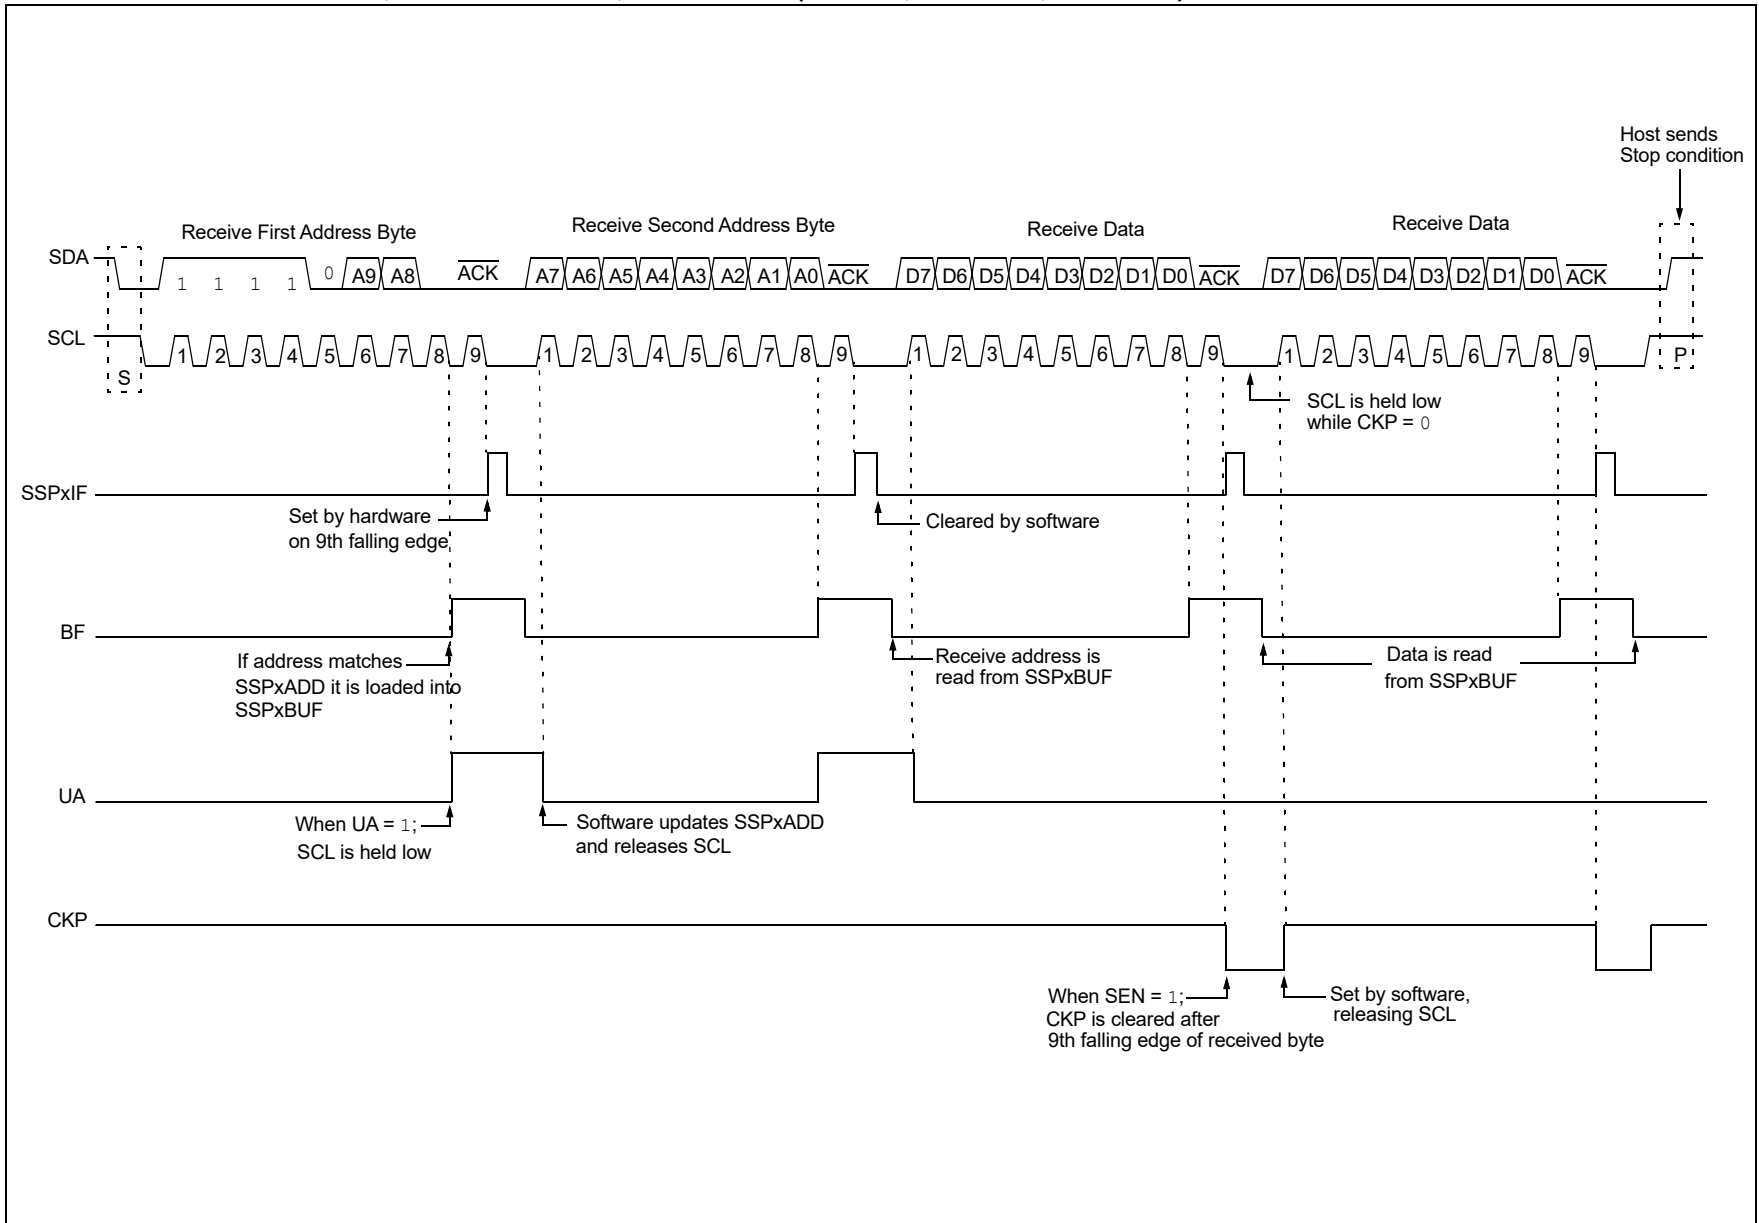 Host sends
Stop condition
Receive First Address Byte
Receive Second Address Byte
Receive Data
Receive Data
SDA
1 1 1 1 0 A9 A8 ACK A7 A6 A5 A4 A3 A2 A1 A0 ACK D7 D6 D5 D4 D3 D2 D1 D0 ACK D7 D6 D5 D4 D3 D2 D1 D0 ACK
SCL
S 1 2 3 4 5 6 7 8 9 1 2 3 4 5 6 7 8 9 1 2 3 4 5 6 7 8 9 1 2 3 4 5 6 7 8 9 P
SCL is held low
while CKP = 0
SSPxIF
Set by hardware
on 9th falling edge
Cleared by software
BF
If address matches
SSPxADD it is loaded into
SSPxBUF
Receive address is
read from SSPxBUF
Data is read
from SSPxBUF
UA
When UA = 1;
SCL is held low
Software updates SSPxADD
and releases SCL
CKP
When SEN = 1;
CKP is cleared after
9th falling edge of received byte
Set by software,
releasing SCL